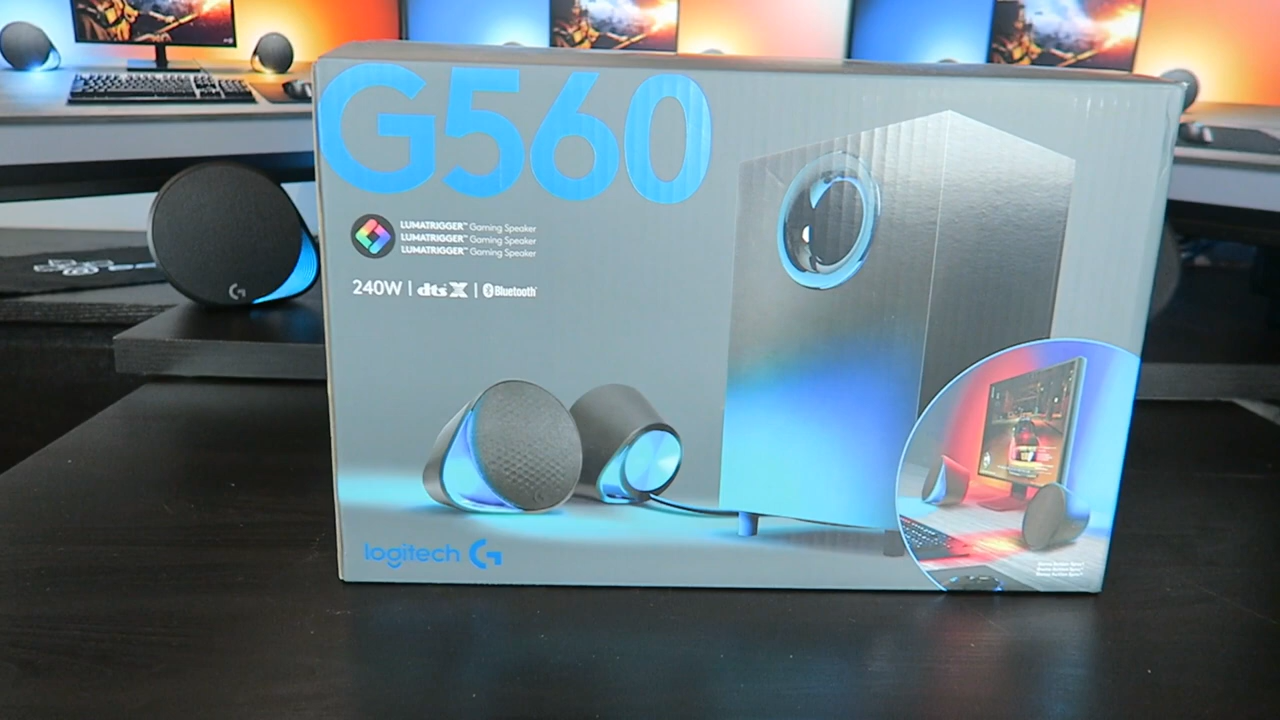 G560
LUMATRIGGER™ Gaming Speaker
LUMATRIGGER™ Gaming Speaker
LUMATRIGGER™ Gaming Speaker
240W | dts X | Bluetooth®
logitech G
G